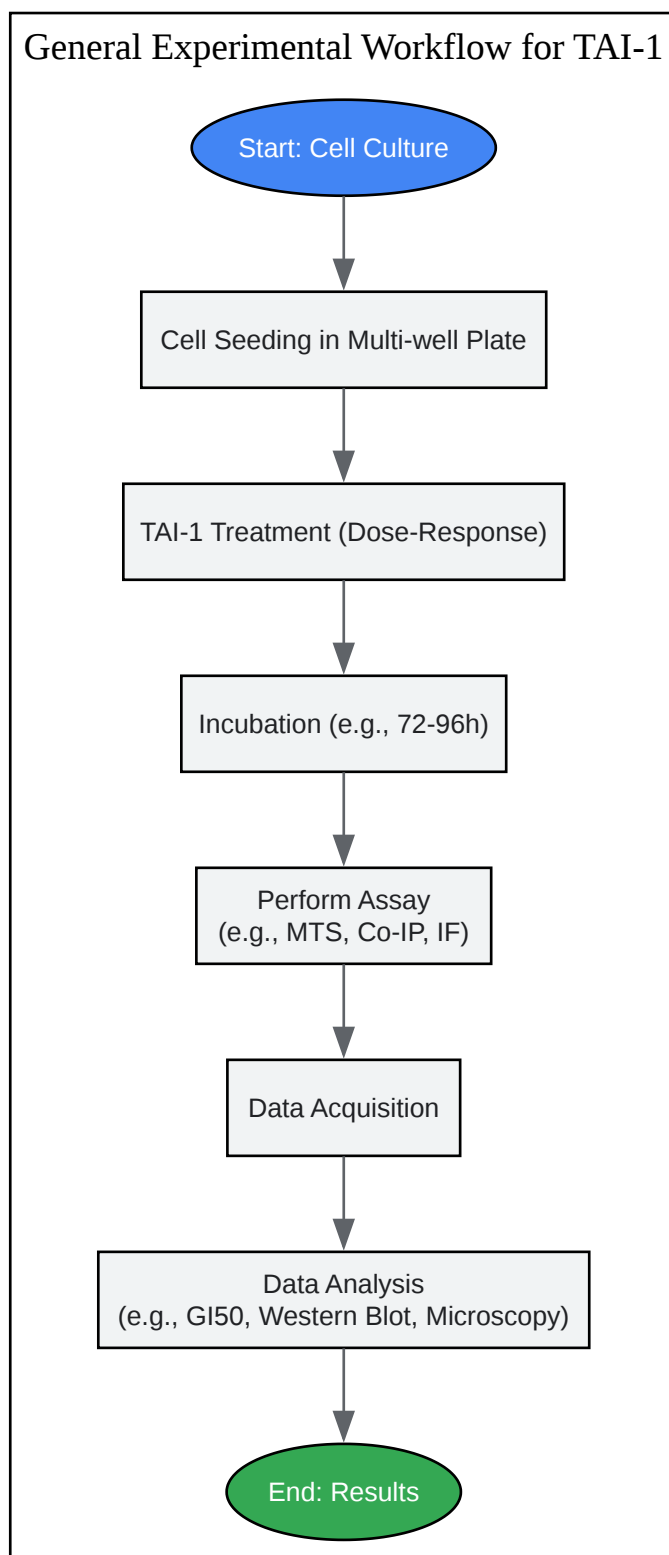 General Experimental Workflow for TAI-1
Start: Cell Culture
Cell Seeding in Multi-well Plate
TAI-1 Treatment (Dose-Response)
Incubation (e.g., 72-96h)
Perform Assay
(e.g., MTS, Co-IP, IF)
Data Acquisition
Data Analysis
(e.g., GI50, Western Blot, Microscopy)
End: Results